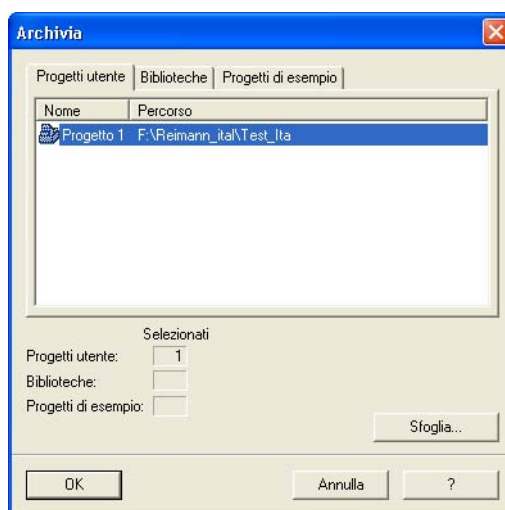 Archivia
Progetti utente Biblioteche Progetti di esempio
Nome Percorso
Progetto 1 F:\Reimann_ital\Test_Ita
Selezionati
Progetti utente: 1
Biblioteche:
Progetti di esempio:
Sfoglia...
OK Annulla ?